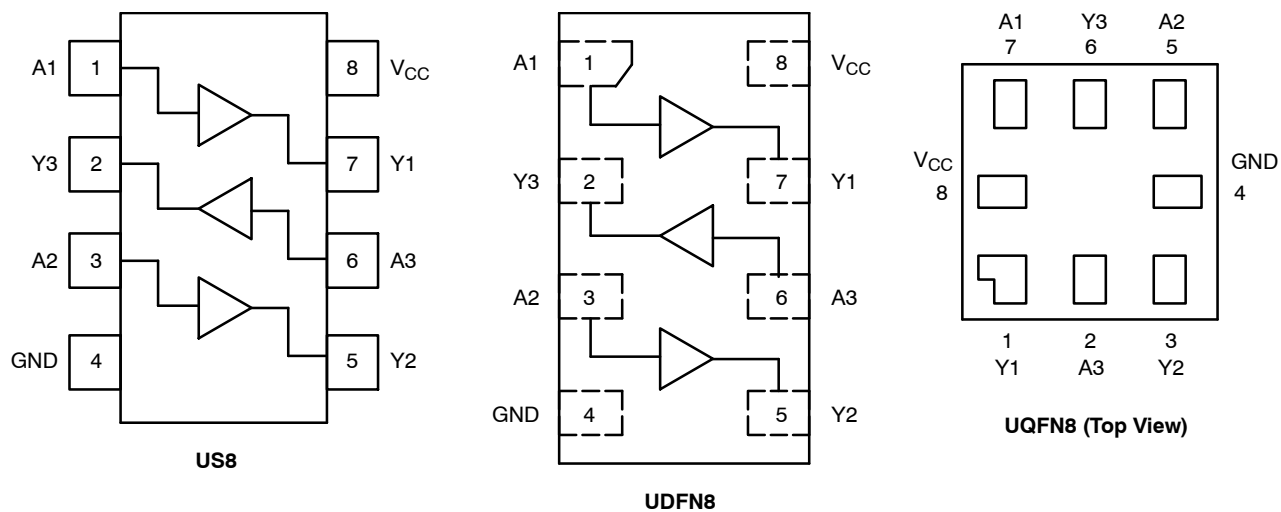 A1 1 8 VCC
Y3 2 7 Y1
A2 3 6 A3
GND 4 5 Y2
US8
A1 1 8 VCC
Y3 2 7 Y1
A2 3 6 A3
GND 4 5 Y2
UDFN8
A1 Y3 A2
7 6 5
VCC GND
8 4
1 2 3
Y1 A3 Y2
UQFN8 (Top View)